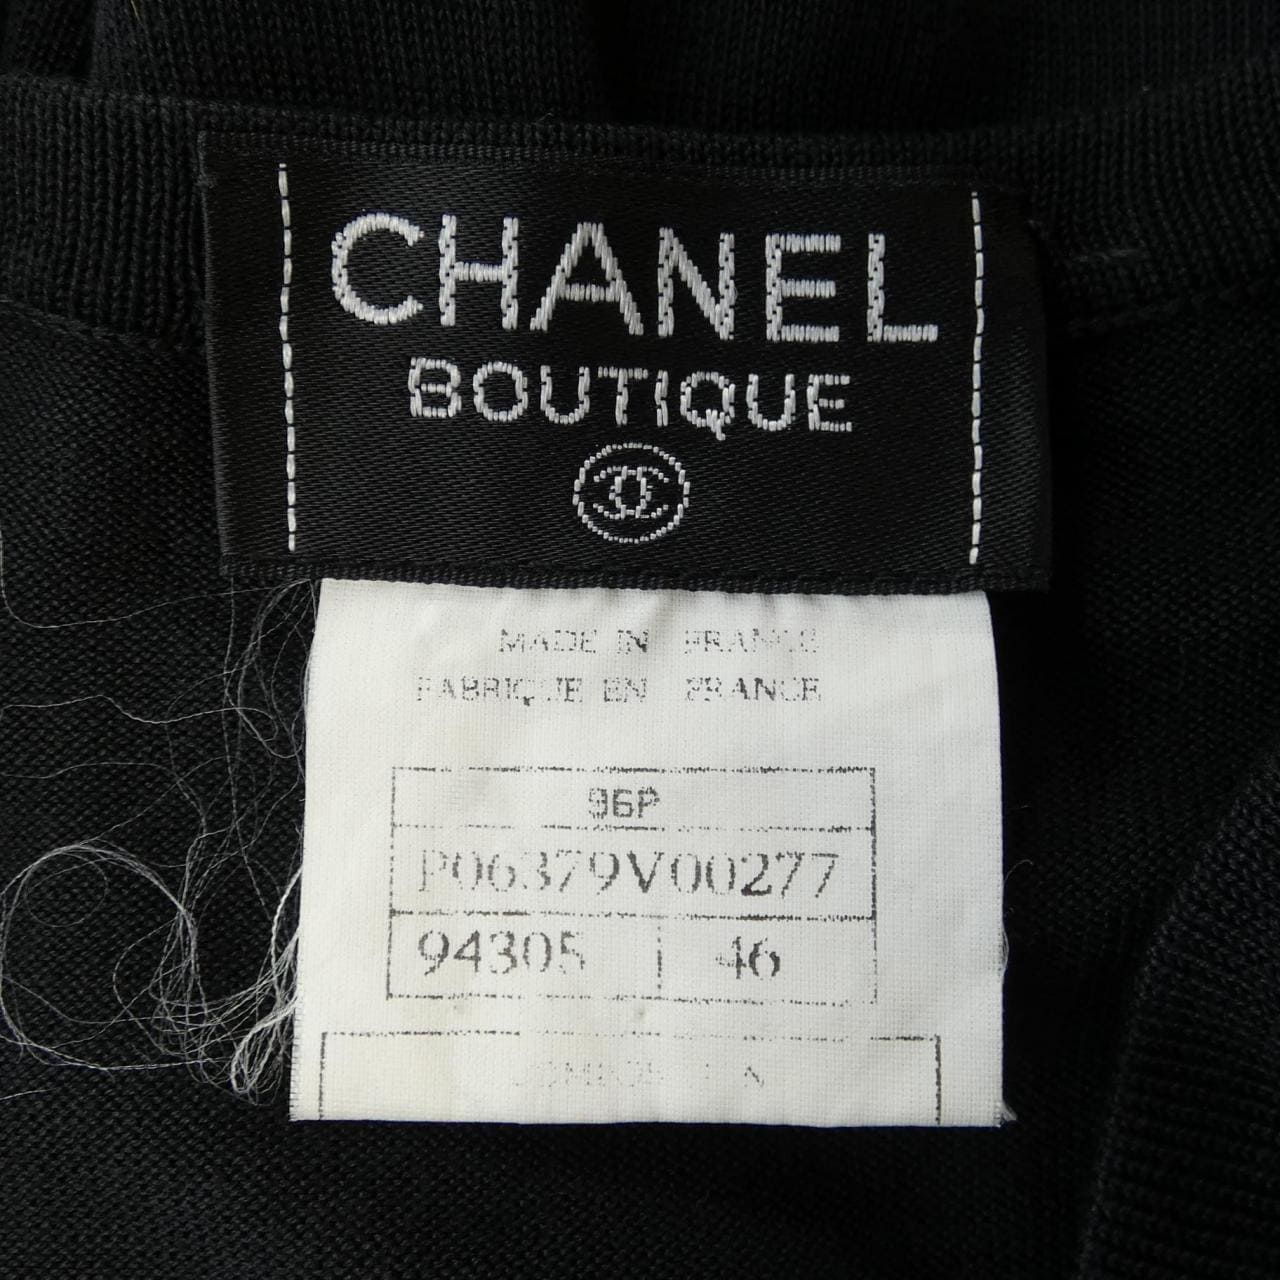 CHANEL
BOUTIQUE
MADE IN FRANCE
FABRIQUE EN FRANCE
96P
P06379V00277
94305 46